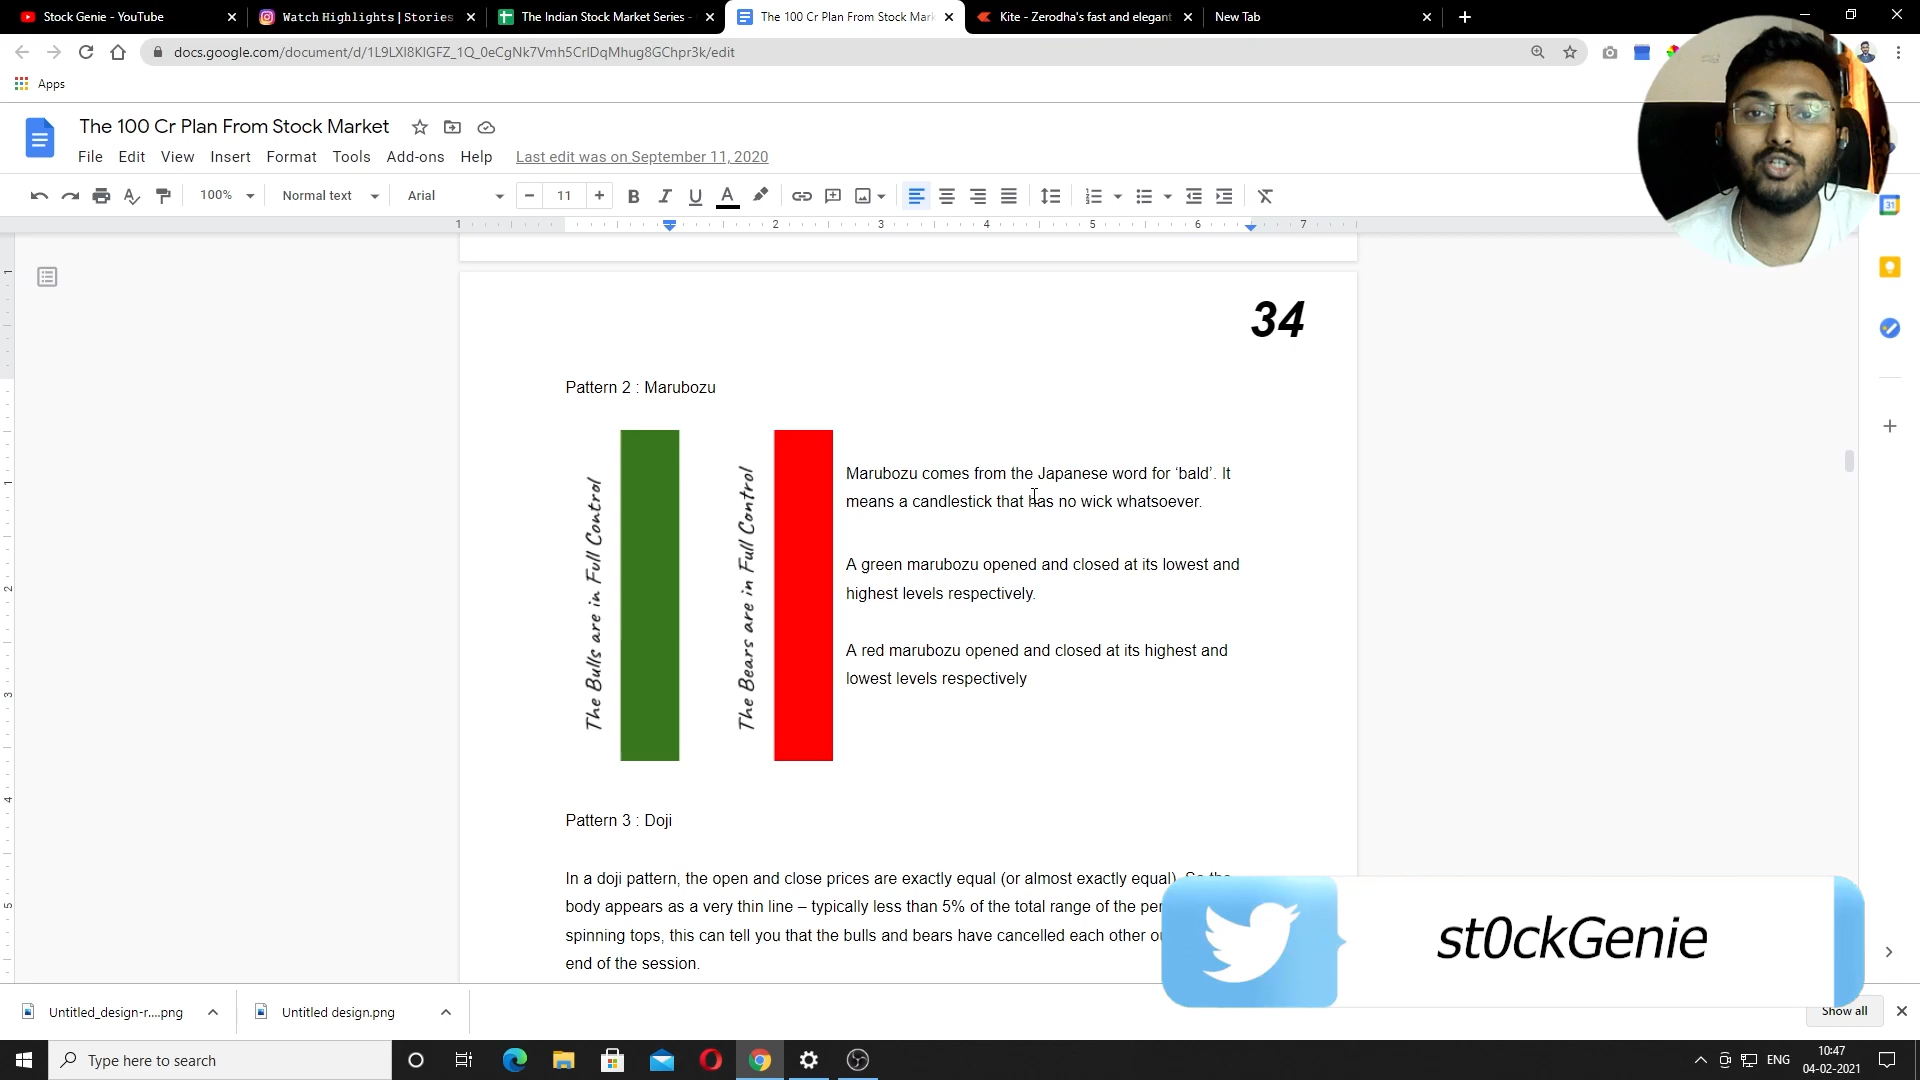 Stock Genie - YouTube
Watch Highlights | Stories
The Indian Stock Market Series -
The 100 Cr Plan From Stock Mark
Kite - Zerodha's fast and elegant
New Tab
docs.google.com/document/d/1L9LXI8KlGFZ_1Q_0eCgNk7Vmh5CrlDqMhug8GChpr3k/edit
Apps
The 100 Cr Plan From Stock Market
File Edit View Insert Format Tools Add-ons Help Last edit was on September 11, 2020
100% Normal text Arial 11
1 2 3 4 5 6 7
34
Pattern 2 : Marubozu
The Bulls are in Full Control
The Bears are in Full Control
Marubozu comes from the Japanese word for ‘bald’. It
means a candlestick that has no wick whatsoever.
A green marubozu opened and closed at its lowest and
highest levels respectively.
A red marubozu opened and closed at its highest and
lowest levels respectively
Pattern 3 : Doji
In a doji pattern, the open and close prices are exactly equal (or almost exactly equal).
body appears as a very thin line – typically less than 5% of the total range of the
spinning tops, this can tell you that the bulls and bears have cancelled each other
end of the session.
st0ckGenie
Untitled_design-r....png
Untitled design.png
Show all
Type here to search
ENG
10:47
04-02-2021